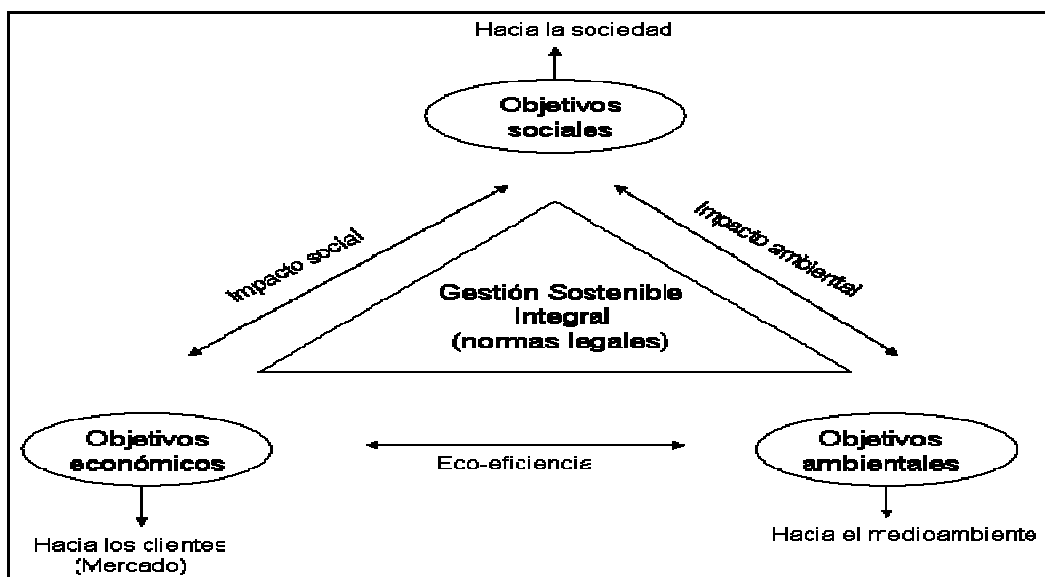 Hacia la sociedad
Objetivos
sociales
Impacto social
Impacto ambiental
Gestión Sostenible
Integral
(normas legales)
Objetivos
económicos
Eco-eficiencia
Objetivos
ambientales
Hacia los clientes
(Mercado)
Hacia el medioambiente